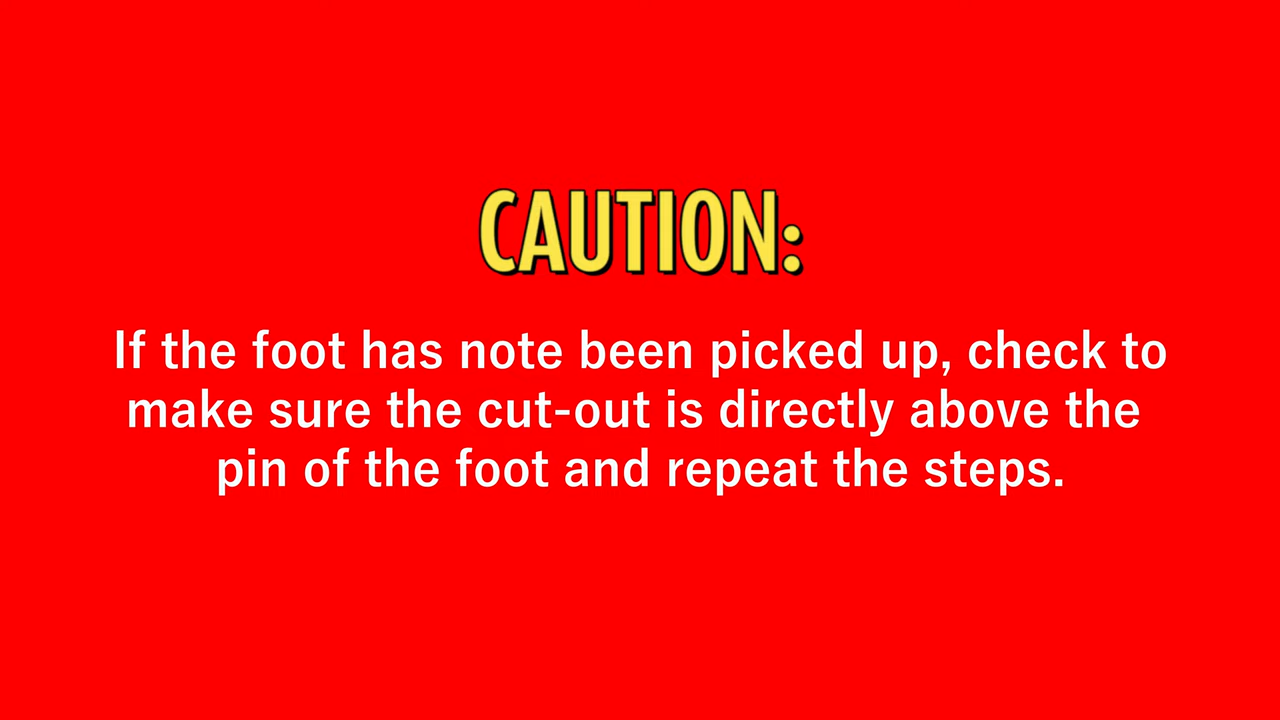 CAUTION:
If the foot has note been picked up, check to
make sure the cut-out is directly above the
pin of the foot and repeat the steps.